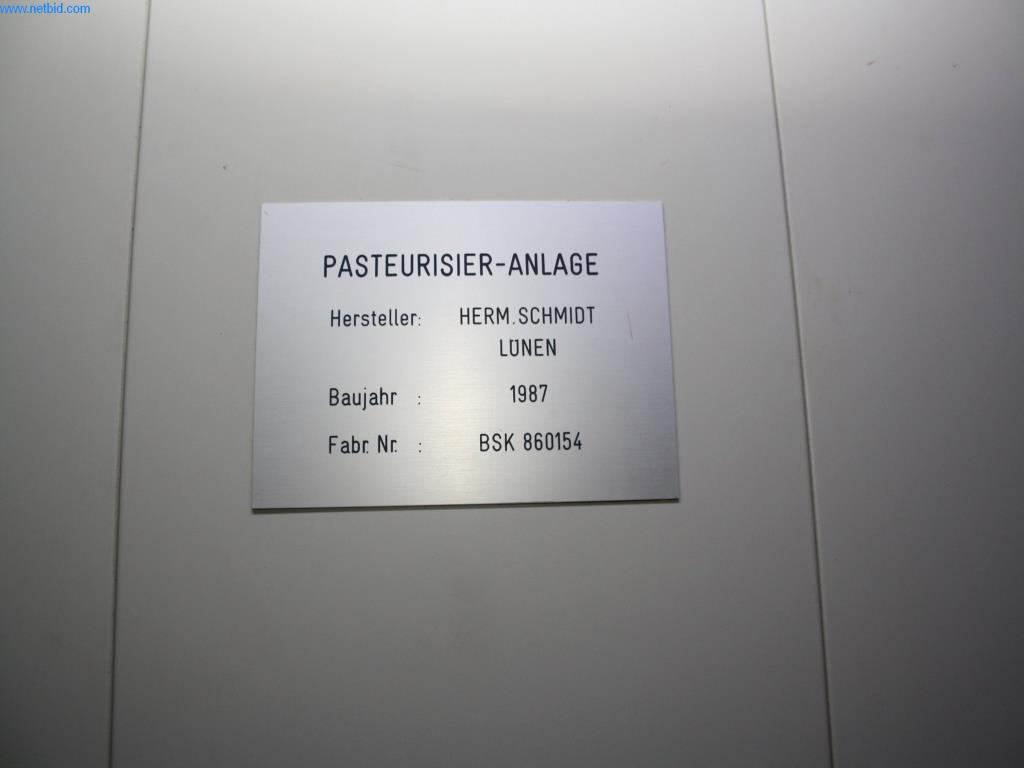 www.netbid.com
PASTEURISIER-ANLAGE
Hersteller: HERM. SCHMIDT
LÜNEN
Baujahr : 1987
Fabr. Nr. : BSK 860154